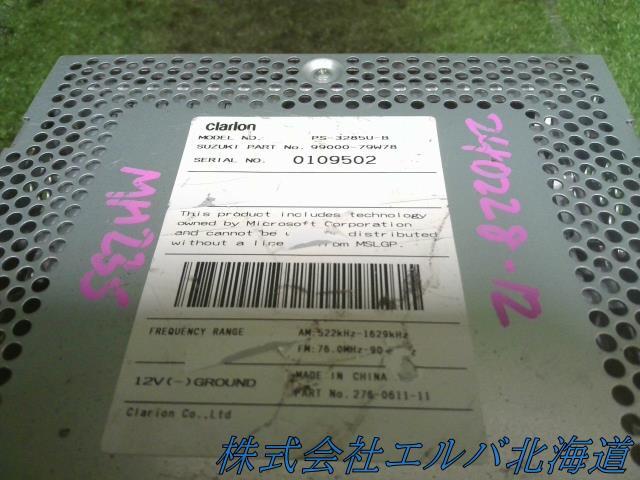 Clarion
MODEL NO. PS-3285U-B
SUZUKI PART No. 99000-79W78
SERIAL NO. 0109502
This product includes technology
owned by Microsoft Corporation
and cannot be distributed
without a from MSLGP.
FREQUENCY RANGE AM:522kHz-1629kHz
FM:76.0MHz-90
12V(-)GROUND
MADE IN CHINA
PART No. 276-0611-11
Clarion Co.,Ltd
MH23S
240228-12
株式会社エルバ北海道